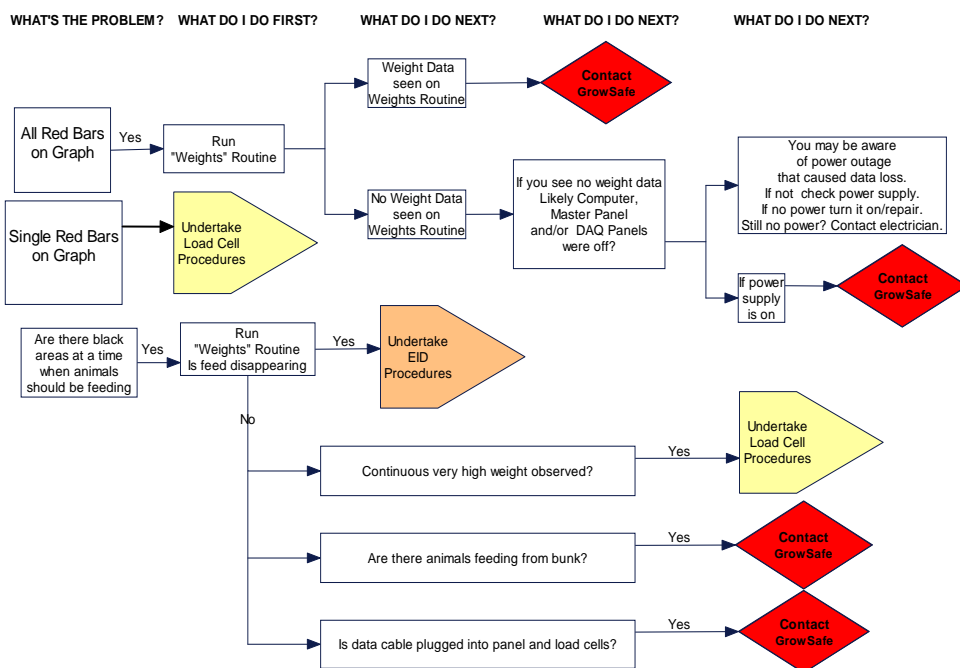 WHAT'S THE PROBLEM? WHAT DO I DO FIRST? WHAT DO I DO NEXT? WHAT DO I DO NEXT? WHAT DO I DO NEXT?
All Red Bars
on Graph
Yes
Run
"Weights" Routine
Weight Data
seen on
Weights Routine
Contact
GrowSafe
No Weight Data
seen on
Weights Routine
If you see no weight data
Likely Computer,
Master Panel
and/or DAQ Panels
were off?
You may be aware
of power outage
that caused data loss.
If not check power supply.
If no power turn it on/repair.
Still no power? Contact electrician.
If power
supply
is on
Contact
GrowSafe
Single Red Bars
on Graph
Undertake
Load Cell
Procedures
Are there black
areas at a time
when animals
should be feeding
Yes
Run
"Weights" Routine
Is feed disappearing
Yes
Undertake
EID
Procedures
No
Continuous very high weight observed?
Yes
Undertake
Load Cell
Procedures
Are there animals feeding from bunk?
Yes
Contact
GrowSafe
Is data cable plugged into panel and load cells?
Yes
Contact
GrowSafe